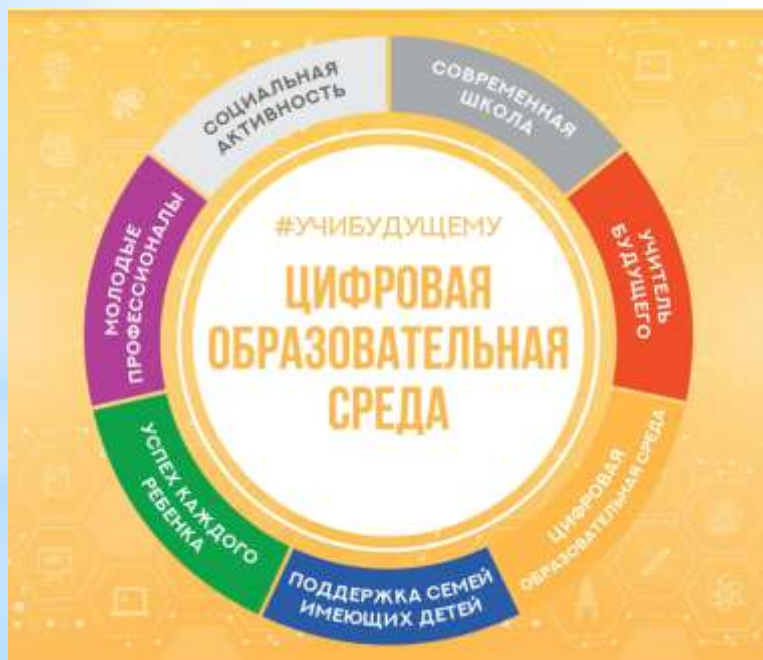 СОЦИАЛЬНАЯ
АКТИВНОСТЬ
СОВРЕМЕННАЯ
ШКОЛА
УЧИТЕЛЬ
БУДУЩЕГО
ЦИФРОВАЯ
ОБРАЗОВАТЕЛЬНАЯ СРЕДА
ПОДДЕРЖКА СЕМЕЙ
ИМЕЮЩИХ ДЕТЕЙ
УСПЕХ КАЖДОГО
РЕБЕНКА
МОЛОДЫЕ
ПРОФЕССИОНАЛЫ
#УЧИБУДУЩЕМУ
ЦИФРОВАЯ
ОБРАЗОВАТЕЛЬНАЯ
СРЕДА